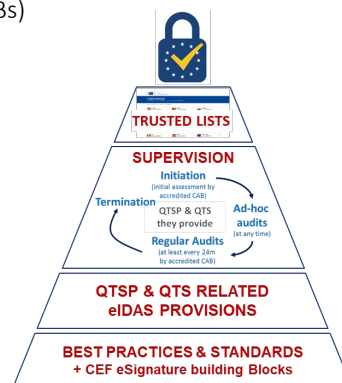 Bs)
TRUSTED LISTS
SUPERVISION
Initiation
(initial assessment by
accredited CAB)
Termination
QTSP & QTS
they provide
Ad-hoc
audits
(at any time)
Regular Audits
(at least every 24m
by accredited CAB)
QTSP & QTS RELATED
eIDAS PROVISIONS
BEST PRACTICES & STANDARDS
+ CEF eSignature building Blocks